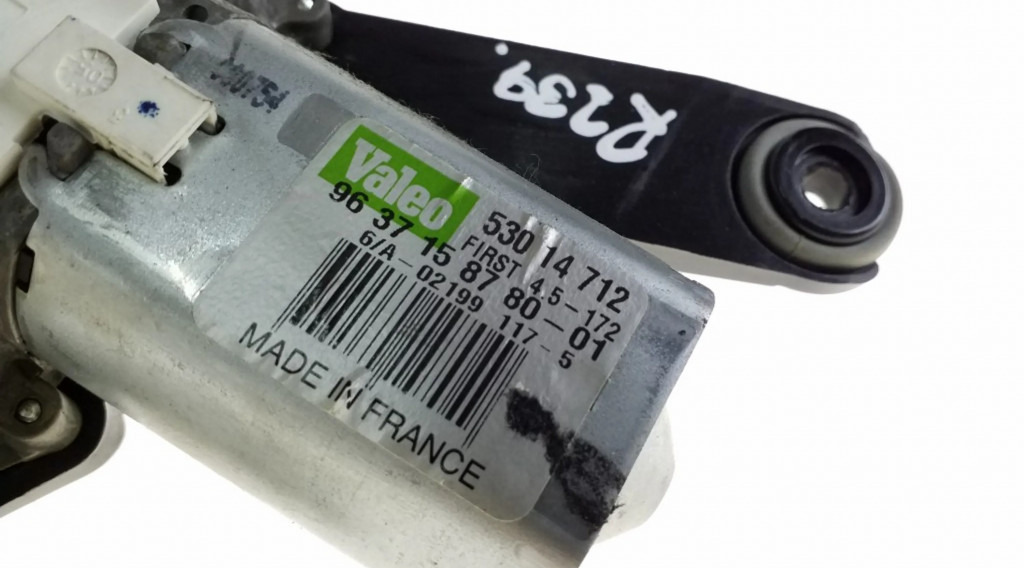 R239.
Valeo
530 14 712
FIRST 4.5-172
96 37 15 87 80-01
6/A-02199 117-5
MADE IN FRANCE